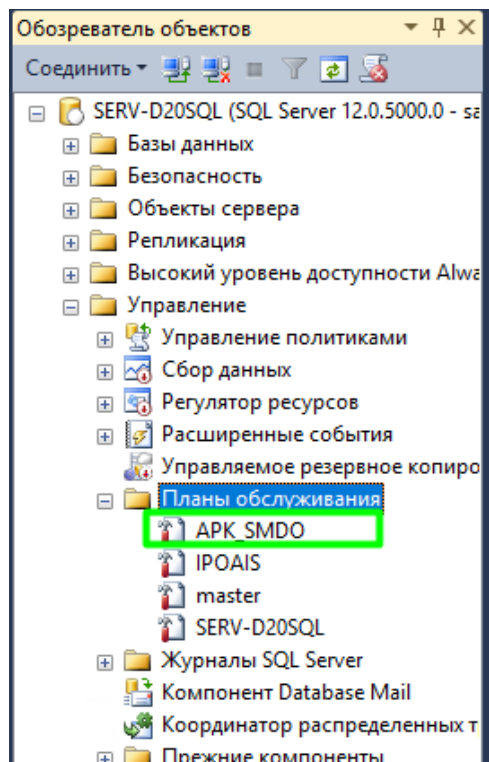 Обозреватель объектов
Соединить
SERV-D20SQL (SQL Server 12.0.5000.0 - sa
Базы данных
Безопасность
Объекты сервера
Репликация
Высокий уровень доступности Alwa
Управление
Управление политиками
Сбор данных
Регулятор ресурсов
Расширенные события
Управляемое резервное копиро
Планы обслуживания
APK_SMDO
IPOAIS
master
SERV-D20SQL
Журналы SQL Server
Компонент Database Mail
Координатор распределенных т
Прежние компоненты